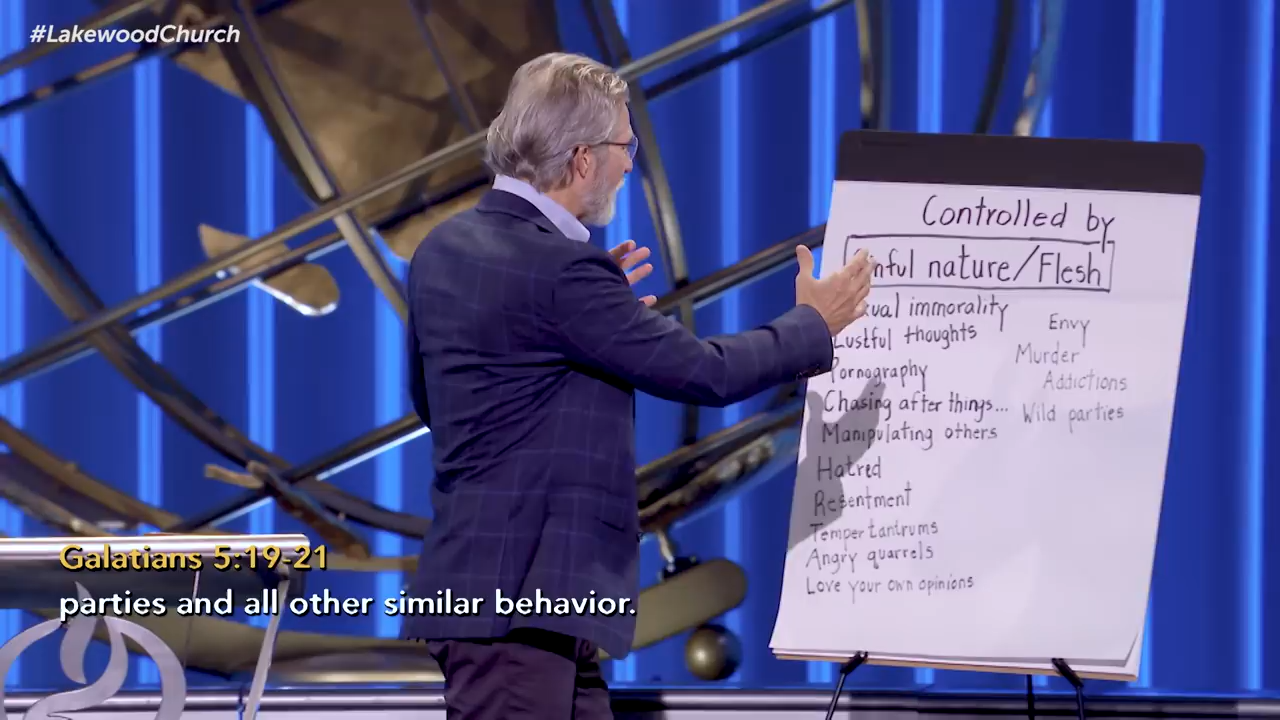 #LakewoodChurch
Controlled by
nful nature/Flesh
ual immorality
Lustful thoughts
Pornography
Chasing after things...
Manipulating others
Hatred
Resentment
Temper tantrums
Angry quarrels
Love your own opinions
Envy
Murder
Addictions
Wild parties
Galatians 5:19-21
parties and all other similar behavior.